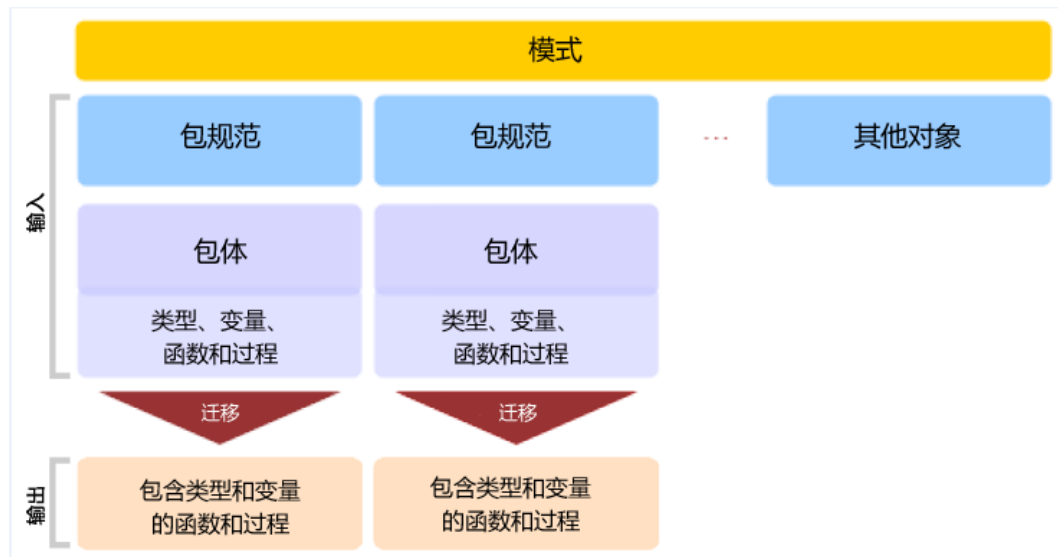 模式
包规范
包规范
...
其他对象
输入
包体
包体
类型、变量、
函数和过程
类型、变量、
函数和过程
迁移
迁移
输出
包含类型和变量
的函数和过程
包含类型和变量
的函数和过程